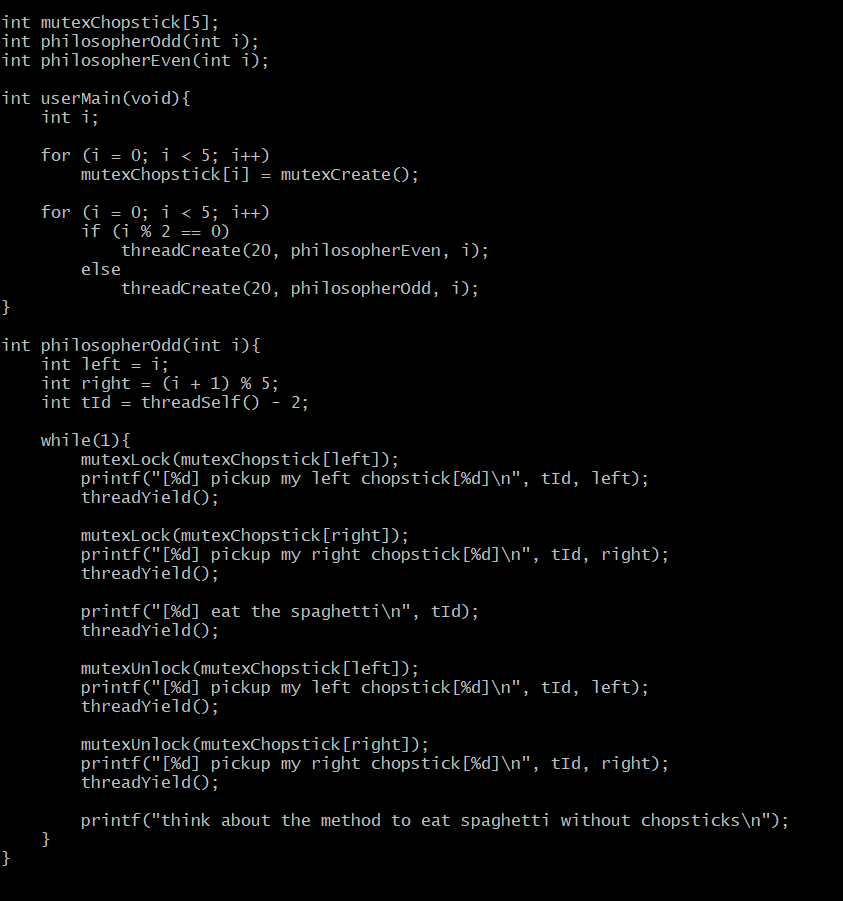 int mutexChopstick[5];
int philosopherOdd(int i);
int philosopherEven(int i);

int userMain(void){
    int i;

    for (i = 0; i < 5; i++)
        mutexChopstick[i] = mutexCreate();

    for (i = 0; i < 5; i++)
        if (i % 2 == 0)
            threadCreate(20, philosopherEven, i);
        else
            threadCreate(20, philosopherOdd, i);
}

int philosopherOdd(int i){
    int left = i;
    int right = (i + 1) % 5;
    int tId = threadSelf() - 2;

    while(1){
        mutexLock(mutexChopstick[left]);
        printf("[%d] pickup my left chopstick[%d]\n", tId, left);
        threadYield();

        mutexLock(mutexChopstick[right]);
        printf("[%d] pickup my right chopstick[%d]\n", tId, right);
        threadYield();

        printf("[%d] eat the spaghetti\n", tId);
        threadYield();

        mutexUnlock(mutexChopstick[left]);
        printf("[%d] pickup my left chopstick[%d]\n", tId, left);
        threadYield();

        mutexUnlock(mutexChopstick[right]);
        printf("[%d] pickup my right chopstick[%d]\n", tId, right);
        threadYield();

        printf("think about the method to eat spaghetti without chopsticks\n");
    }
}